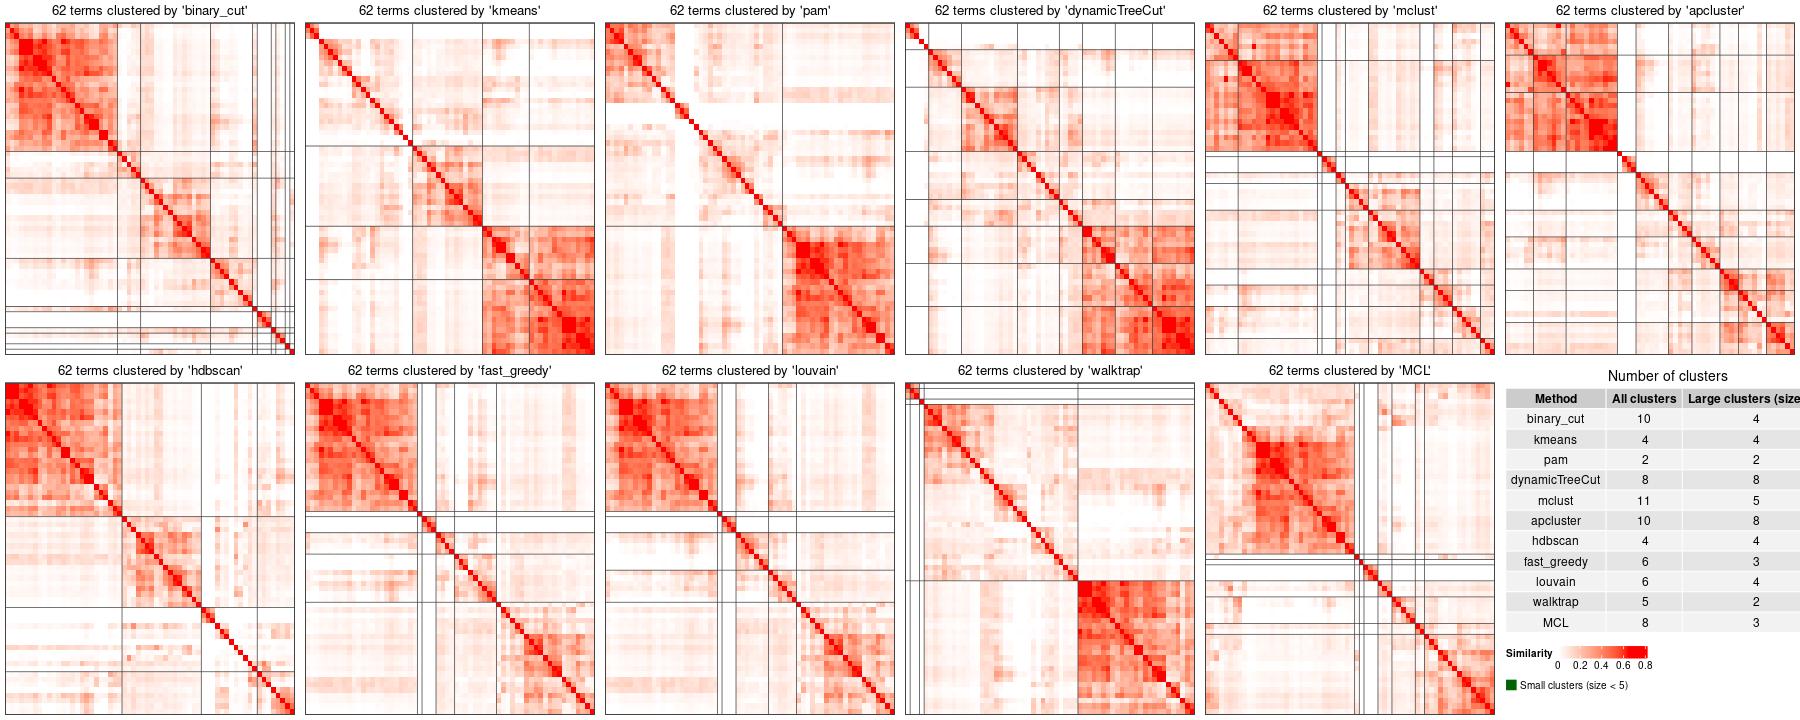 62 terms clustered by 'binary_cut'
62 terms clustered by 'kmeans'
62 terms clustered by 'pam'
62 terms clustered by 'dynamicTreeCut'
62 terms clustered by 'mclust'
62 terms clustered by 'apcluster'
62 terms clustered by 'hdbscan'
62 terms clustered by 'fast_greedy'
62 terms clustered by 'louvain'
62 terms clustered by 'walktrap'
62 terms clustered by 'MCL'
Number of clusters
Method All clusters Large clusters (size
binary_cut 10 4
kmeans 4 4
pam 2 2
dynamicTreeCut 8 8
mclust 11 5
apcluster 10 8
hdbscan 4 4
fast_greedy 6 3
louvain 6 4
walktrap 5 2
MCL 8 3
Similarity
0 0.2 0.4 0.6 0.8
Small clusters (size < 5)